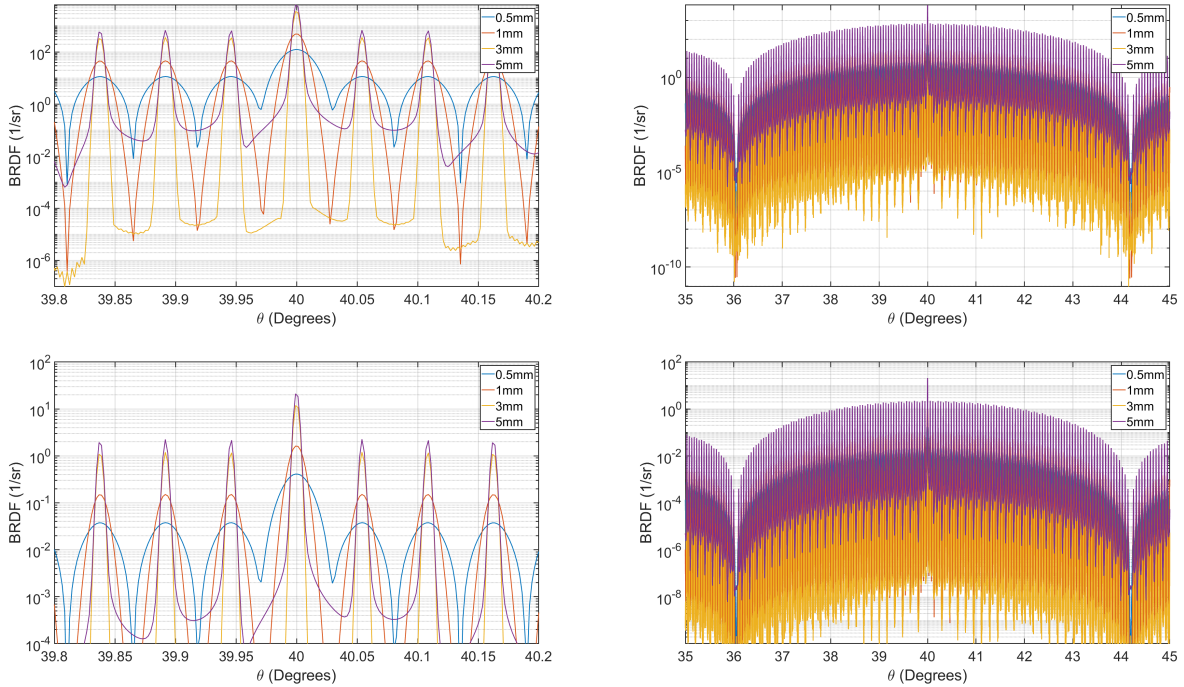 BRDF (1/sr)
10^2
10^0
10^-2
10^-4
10^-6
39.8 39.85 39.9 39.95 40 40.05 40.1 40.15 40.2
θ (Degrees)
0.5mm
1mm
3mm
5mm
BRDF (1/sr)
10^0
10^-5
10^-10
35 36 37 38 39 40 41 42 43 44 45
θ (Degrees)
0.5mm
1mm
3mm
5mm
BRDF (1/sr)
10^2
10^1
10^0
10^-1
10^-2
10^-3
10^-4
39.8 39.85 39.9 39.95 40 40.05 40.1 40.15 40.2
θ (Degrees)
0.5mm
1mm
3mm
5mm
BRDF (1/sr)
10^2
10^0
10^-2
10^-4
10^-6
10^-8
35 36 37 38 39 40 41 42 43 44 45
θ (Degrees)
0.5mm
1mm
3mm
5mm